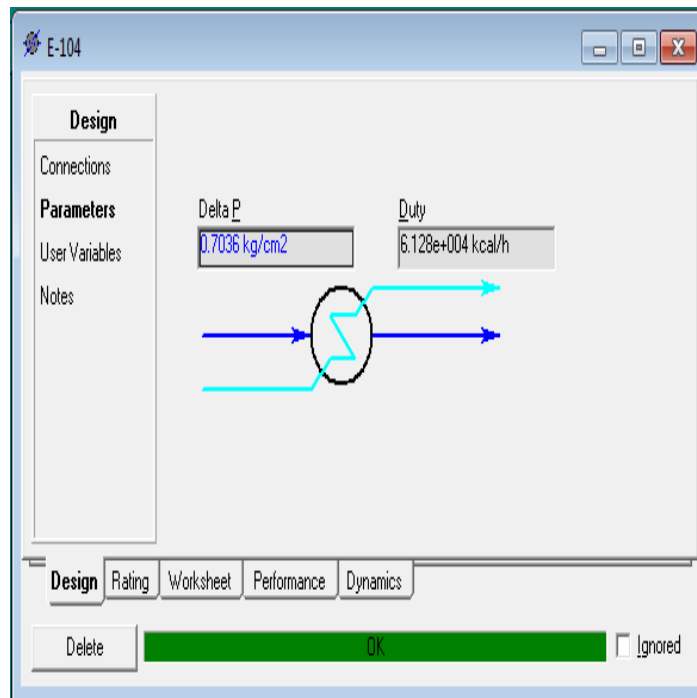 E-104
Design
Connections
Parameters
User Variables
Notes
Delta P
Duty
0.7036 kg/cm2
6.128e+004 kcal/h
Design Rating Worksheet Performance Dynamics
Delete OK Ignored